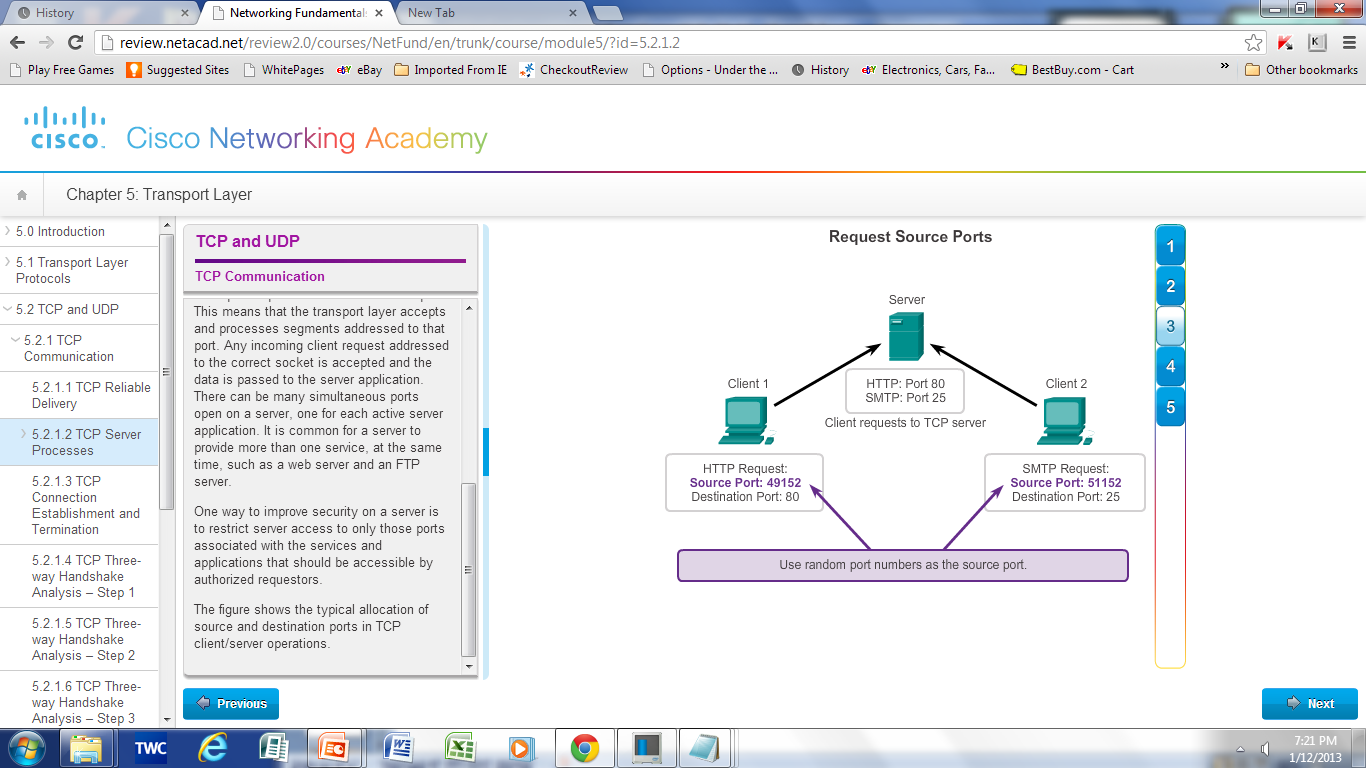 History
Networking Fundamental
New Tab
review.netacad.net/review2.0/courses/NetFund/en/trunk/course/module5/?id=5.2.1.2
Play Free Games
Suggested Sites
WhitePages
eBay
Imported From IE
CheckoutReview
Options - Under the ...
History
Electronics, Cars, Fa...
BestBuy.com - Cart
»
Other bookmarks
CISCO
Cisco Networking Academy
Chapter 5: Transport Layer
5.0 Introduction
5.1 Transport Layer
Protocols
5.2 TCP and UDP
5.2.1 TCP
Communication
5.2.1.1 TCP Reliable
Delivery
5.2.1.2 TCP Server
Processes
5.2.1.3 TCP
Connection
Establishment and
Termination
5.2.1.4 TCP Three-
way Handshake
Analysis – Step 1
5.2.1.5 TCP Three-
way Handshake
Analysis – Step 2
5.2.1.6 TCP Three-
way Handshake
Analysis – Step 3
TCP and UDP
TCP Communication
This means that the transport layer accepts
and processes segments addressed to that
port. Any incoming client request addressed
to the correct socket is accepted and the
data is passed to the server application.
There can be many simultaneous ports
open on a server, one for each active server
application. It is common for a server to
provide more than one service, at the same
time, such as a web server and an FTP
server.
One way to improve security on a server is
to restrict server access to only those ports
associated with the services and
applications that should be accessible by
authorized requestors.
The figure shows the typical allocation of
source and destination ports in TCP
client/server operations.
Previous
Request Source Ports
Server
Client 1
HTTP: Port 80
SMTP: Port 25
Client 2
Client requests to TCP server
HTTP Request:
Source Port: 49152
Destination Port: 80
SMTP Request:
Source Port: 51152
Destination Port: 25
Use random port numbers as the source port.
1
2
3
4
5
Next
TWC
7:21 PM
1/12/2013